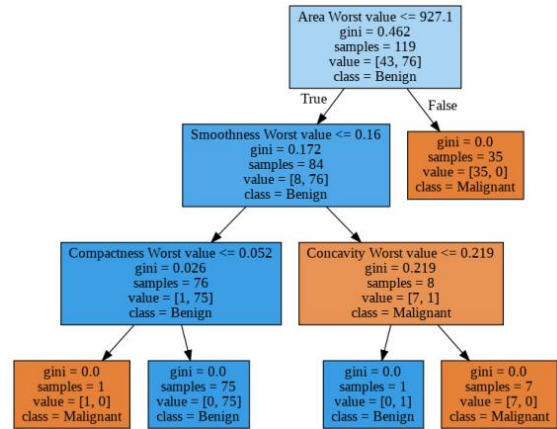 Area Worst value <= 927.1
gini = 0.462
samples = 119
value = [43, 76]
class = Benign
True
False
Smoothness Worst value <= 0.16
gini = 0.172
samples = 84
value = [8, 76]
class = Benign
gini = 0.0
samples = 35
value = [35, 0]
class = Malignant
Compactness Worst value <= 0.052
gini = 0.026
samples = 76
value = [1, 75]
class = Benign
Concavity Worst value <= 0.219
gini = 0.219
samples = 8
value = [7, 1]
class = Malignant
gini = 0.0
samples = 1
value = [1, 0]
class = Malignant
gini = 0.0
samples = 75
value = [0, 75]
class = Benign
gini = 0.0
samples = 1
value = [0, 1]
class = Benign
gini = 0.0
samples = 7
value = [7, 0]
class = Malignant